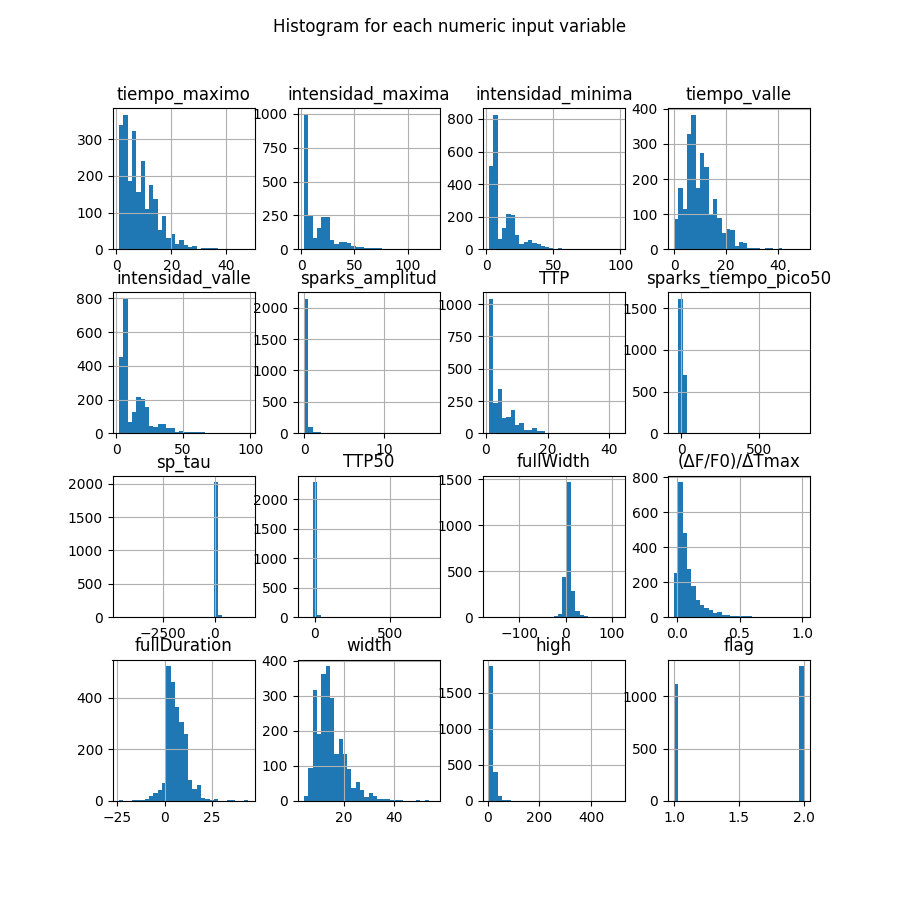 Histogram for each numeric input variable
tiempo_maximo intensidad_maxima intensidad_minima tiempo_valle
300 200 100 0
0 20 40
1000 750 500 250 0
0 50 100
800 600 400 200 0
0 50 100
400 300 200 100 0
0 20 40
intensidad_valle sparks_amplitud TTP sparks_tiempo_pico50
800 600 400 200 0
0 50 100
2000 1500 1000 500 0
0 10
1000 750 500 250 0
0 20 40
1500 1000 500 0
0 500
sp_tau TTP50 fullWidth (ΔF/F0)/ΔTmax
2000 1500 1000 500 0
−2500 0
2000 1500 1000 500 0
0 500
1500 1000 500 0
−100 0 100
800 600 400 200 0
0.0 0.5 1.0
fullDuration width high flag
400 200 0
−25 0 25
400 300 200 100 0
20 40
1500 1000 500 0
0 200 400
1000 500 0
1.0 1.5 2.0